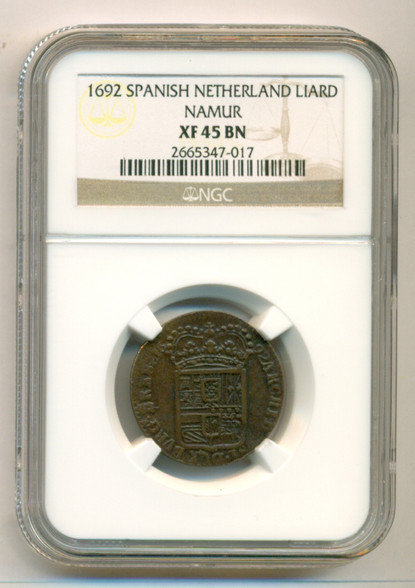 1692 SPANISH NETHERLAND LIARD
NAMUR
XF 45 BN
2665347-017
NGC